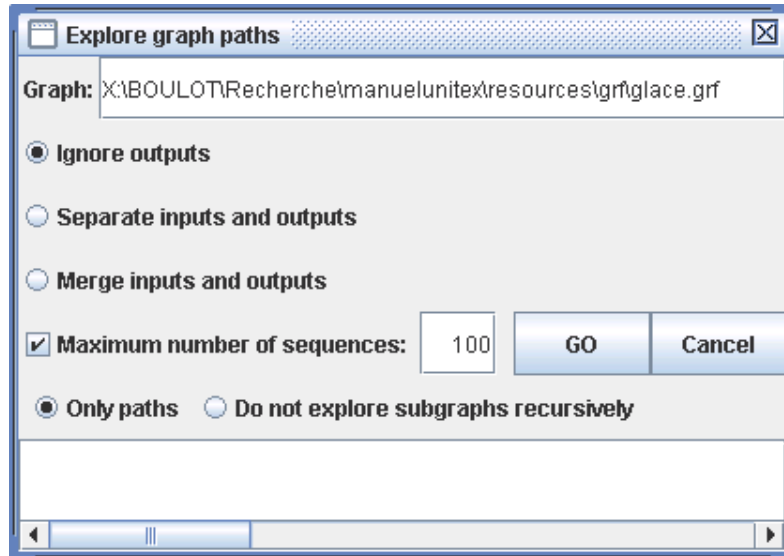 Explore graph paths
Graph: X:\BOULOT\Recherche\manuelunitex\resources\grf\glace.grf
Ignore outputs
Separate inputs and outputs
Merge inputs and outputs
Maximum number of sequences: 100 GO Cancel
Only paths Do not explore subgraphs recursively